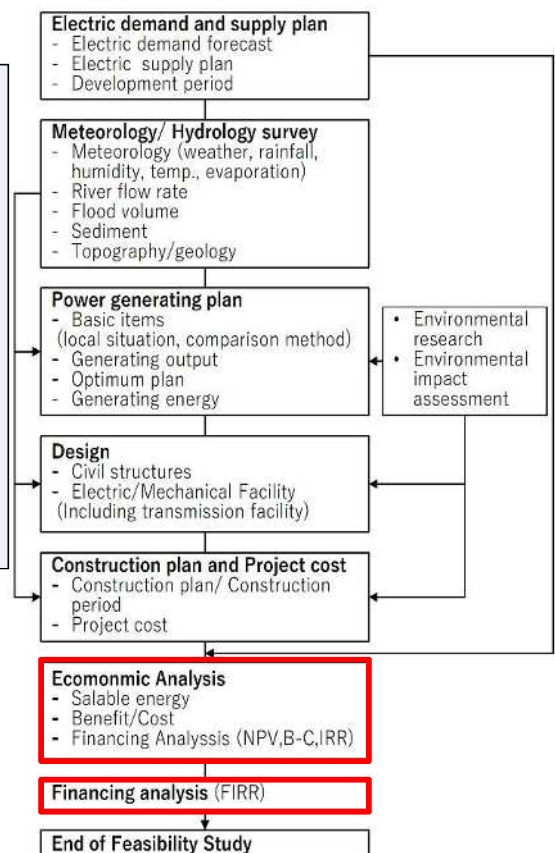 Electric demand and supply plan
- Electric demand forecast
- Electric supply plan
- Development period
Meteorology/ Hydrology survey
- Meteorology (weather, rainfall,
humidity, temp., evaporation)
- River flow rate
- Flood volume
- Sediment
- Topography/geology
Power generating plan
- Basic items
(local situation, comparison method)
- Generating output
- Optimum plan
- Generating energy
• Environmental
research
• Environmental
impact
assessment
Design
- Civil structures
- Electric/Mechanical Facility
(Including transmission facility)
Construction plan and Project cost
- Construction plan/ Construction
period
- Project cost
Ecomonmic Analysis
- Salable energy
- Benefit/Cost
- Financing Analyssis (NPV,B-C,IRR)
Financing analysis (FIRR)
End of Feasibility Study